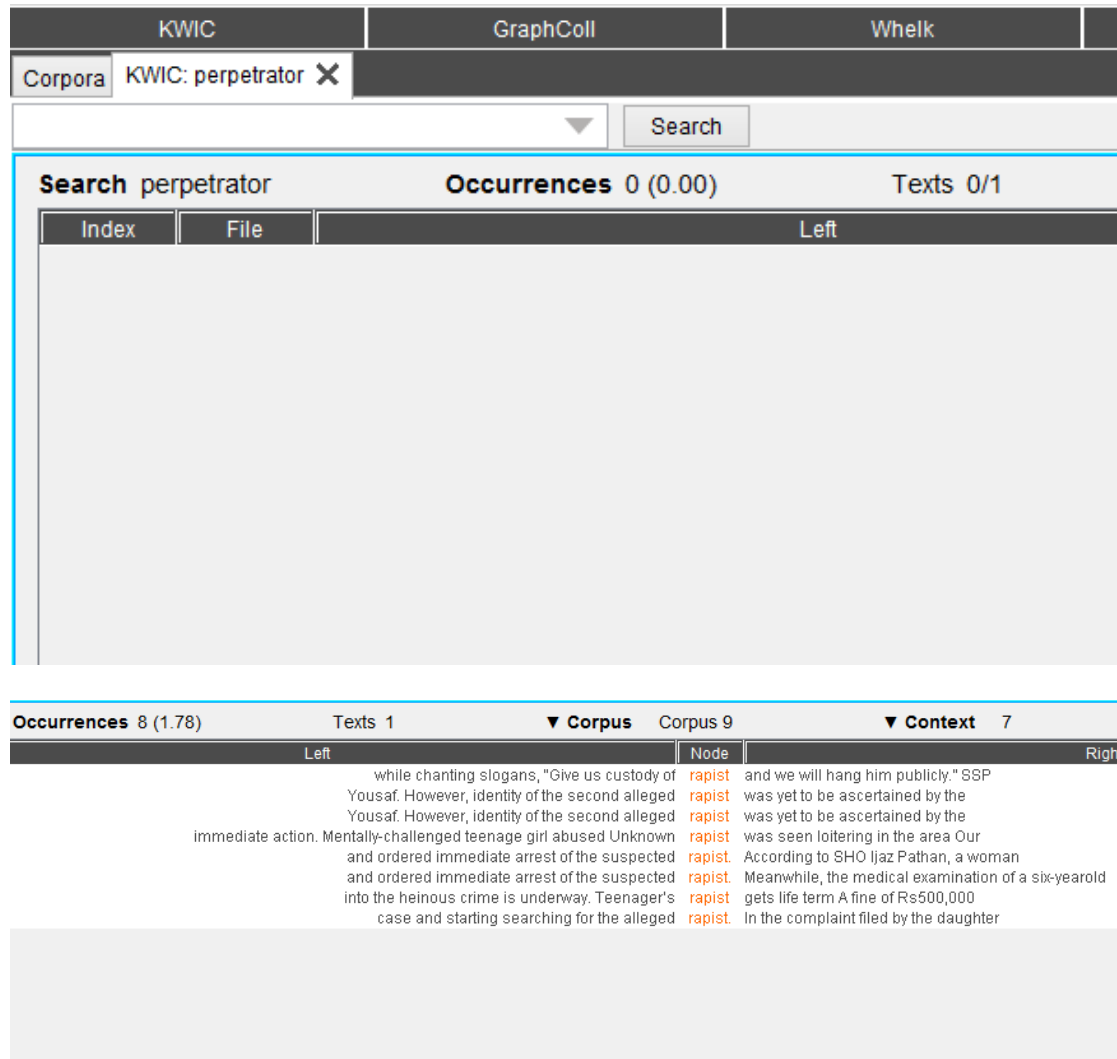 KWIC GraphColl Whelk
Corpora KWIC: perpetrator
Search
Search perpetrator Occurrences 0 (0.00) Texts 0/1
Index File Left
Occurrences 8 (1.78) Texts 1 ▼ Corpus Corpus 9 ▼ Context 7
Left Node Righ
while chanting slogans, "Give us custody of rapist and we will hang him publicly." SSP
Yousaf. However, identity of the second alleged rapist was yet to be ascertained by the
Yousaf. However, identity of the second alleged rapist was yet to be ascertained by the
immediate action. Mentally-challenged teenage girl abused Unknown rapist was seen loitering in the area Our
and ordered immediate arrest of the suspected rapist. According to SHO Ijaz Pathan, a woman
and ordered immediate arrest of the suspected rapist. Meanwhile, the medical examination of a six-yearold
into the heinous crime is underway. Teenager's rapist gets life term A fine of Rs500,000
case and starting searching for the alleged rapist. In the complaint filed by the daughter